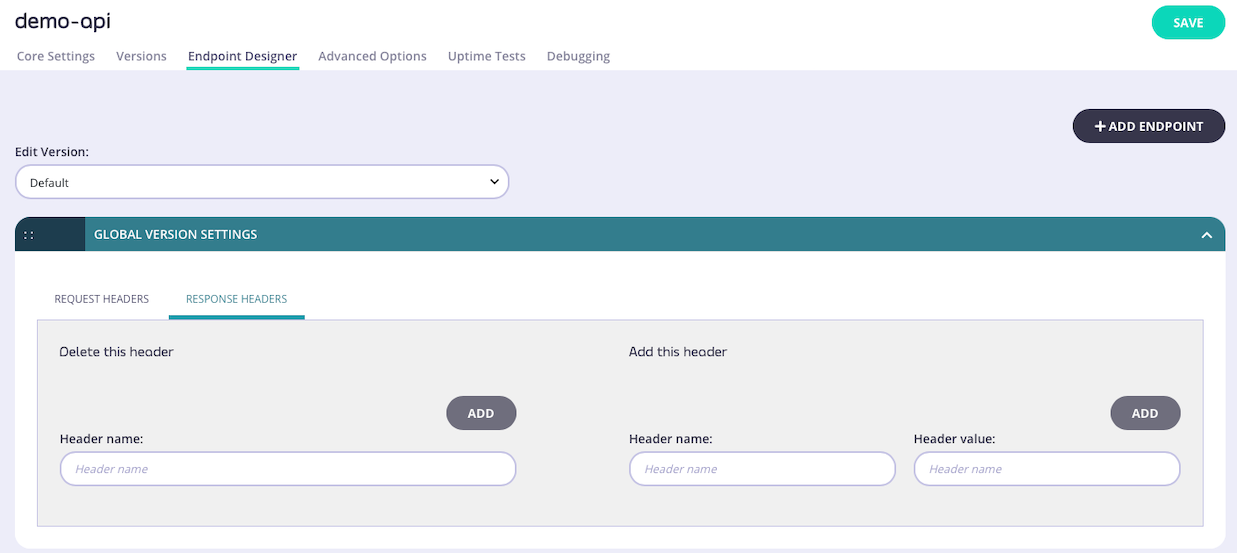 demo-api
SAVE
Core Settings Versions Endpoint Designer Advanced Options Uptime Tests Debugging
+ ADD ENDPOINT
Edit Version:
Default
:: GLOBAL VERSION SETTINGS
REQUEST HEADERS RESPONSE HEADERS
Delete this header Add this header
ADD ADD
Header name: Header name: Header value:
Header name Header name Header name